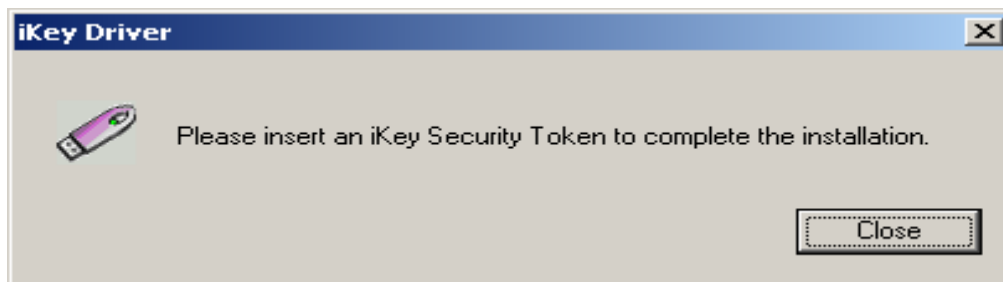 iKey Driver
Please insert an iKey Security Token to complete the installation.
Close